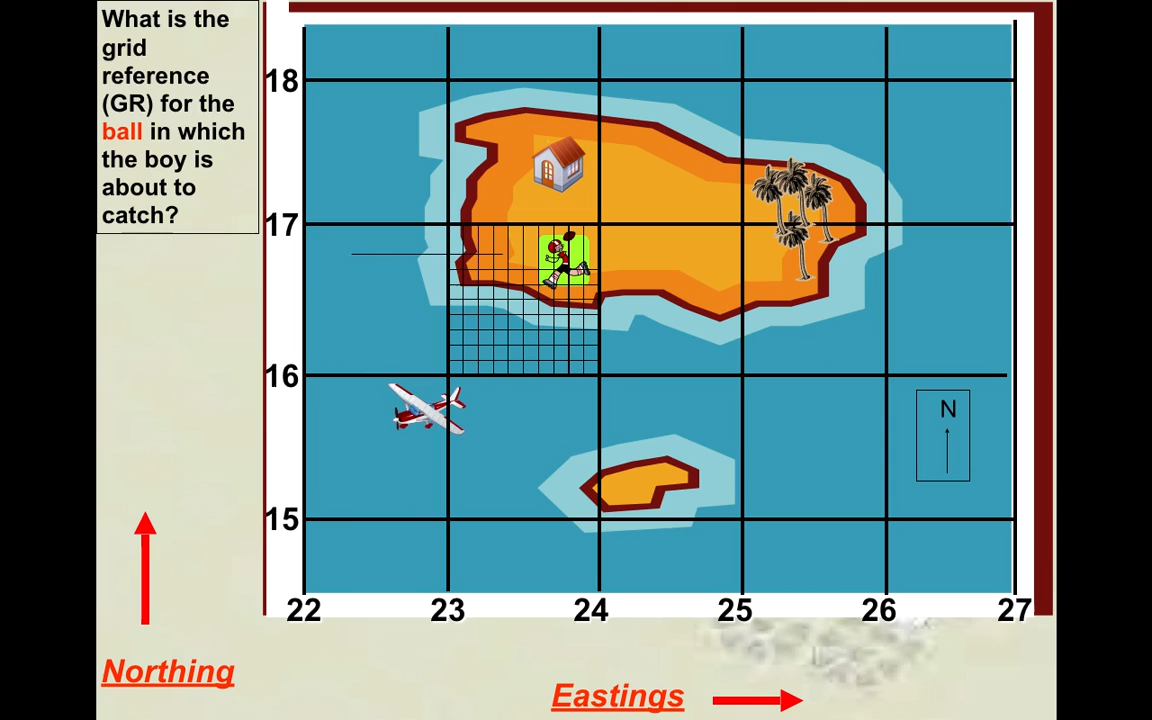 What is the
grid
reference
(GR) for the
ball in which
the boy is
about to
catch?
18
17
16
15
N
22 23 24 25 26 27
Northing
Eastings